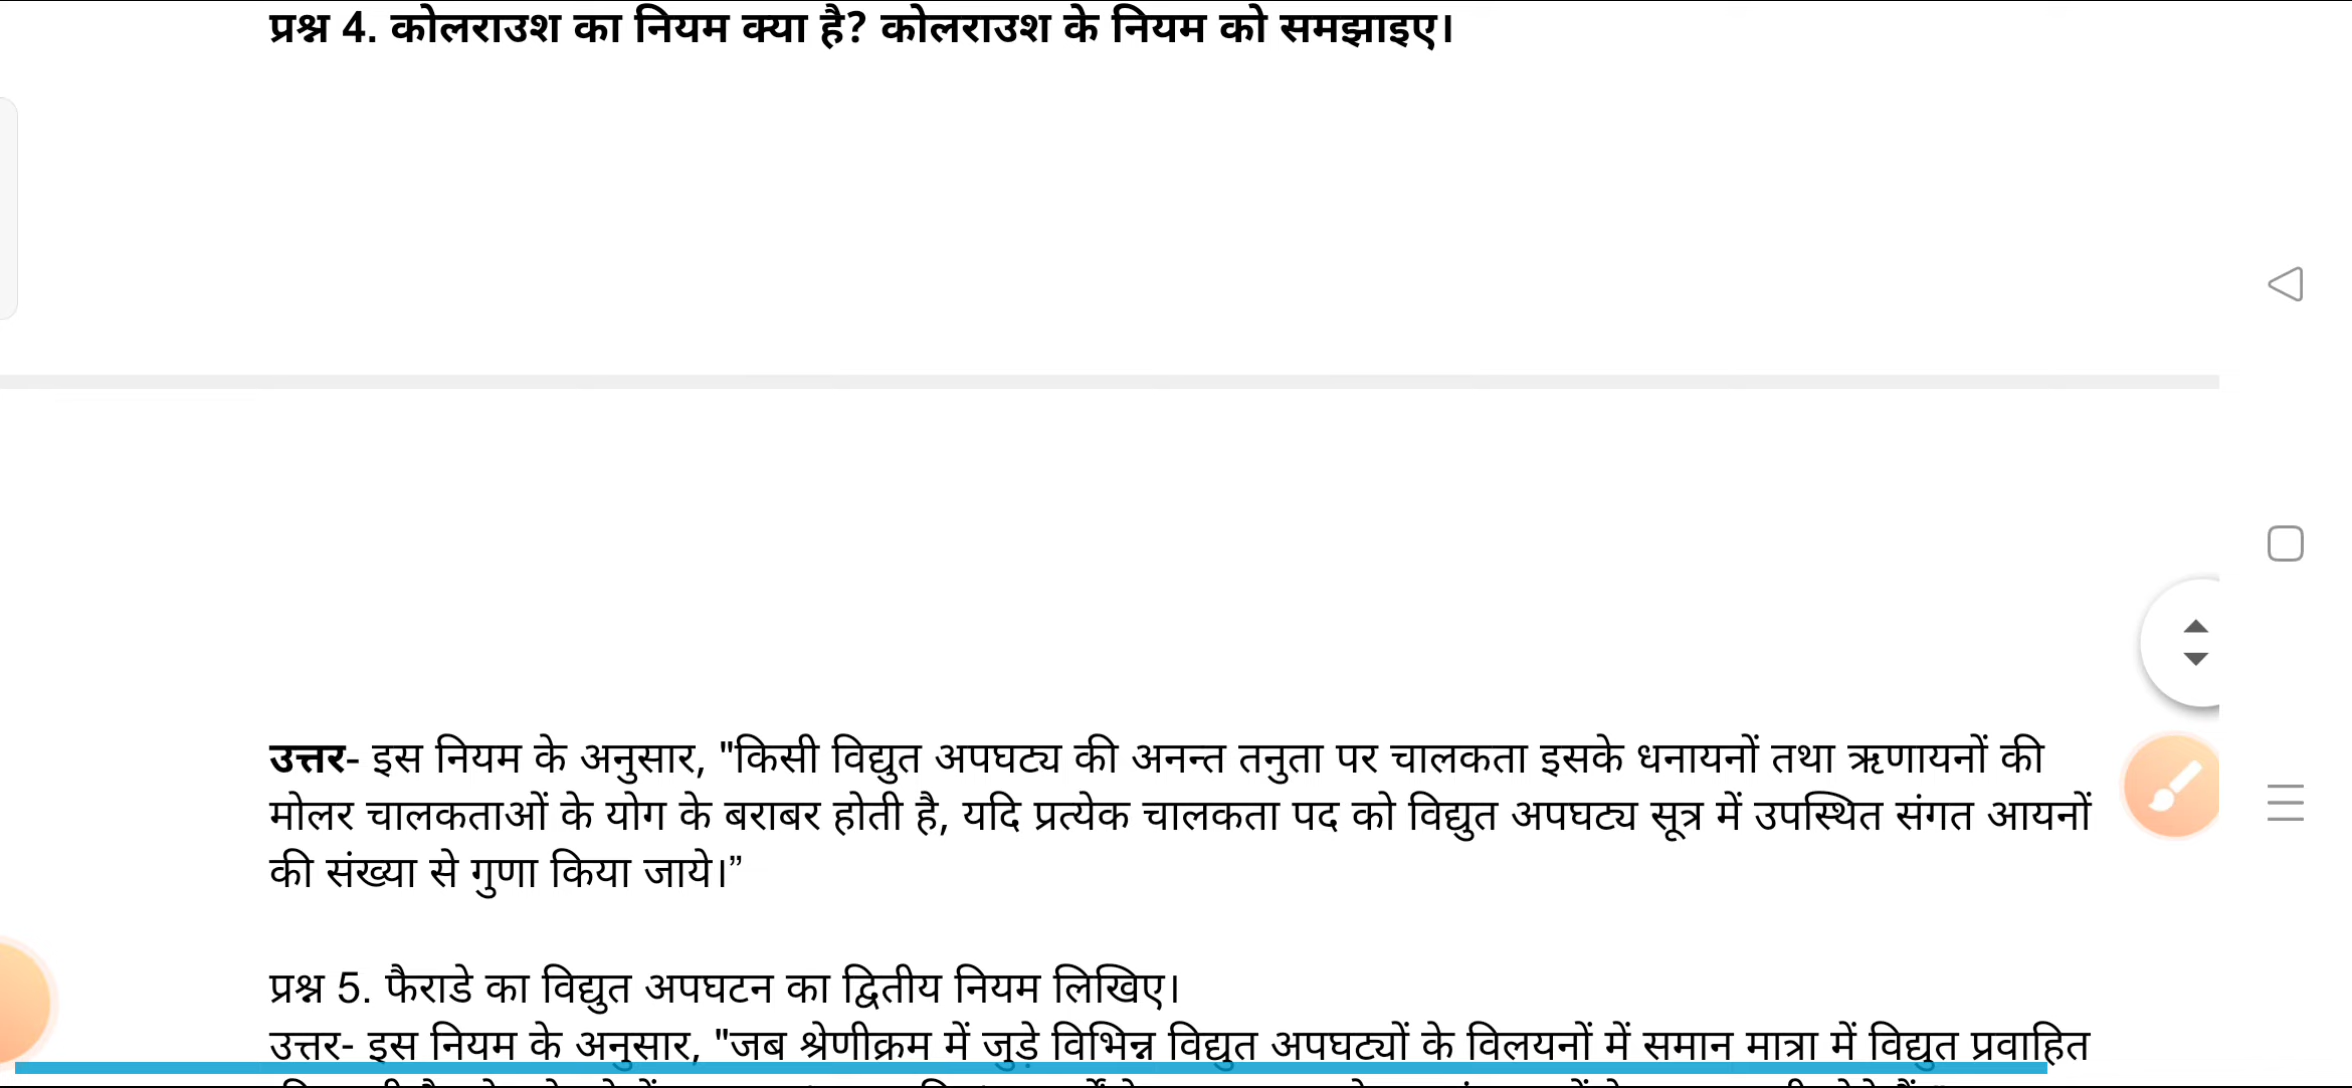 प्रश्न 4. कोलराउश का नियम क्या है? कोलराउश के नियम को समझाइए।
उत्तर- इस नियम के अनुसार, "किसी विद्युत अपघट्य की अनन्त तनुता पर चालकता इसके धनायनों तथा ऋणायनों की
मोलर चालकताओं के योग के बराबर होती है, यदि प्रत्येक चालकता पद को विद्युत अपघट्य सूत्र में उपस्थित संगत आयनों
की संख्या से गुणा किया जाये।”
प्रश्न 5. फैराडे का विद्युत अपघटन का द्वितीय नियम लिखिए।
उत्तर- इस नियम के अनुसार, "जब श्रेणीक्रम में जुड़े विभिन्न विद्युत अपघट्यों के विलयनों में समान मात्रा में विद्युत प्रवाहित